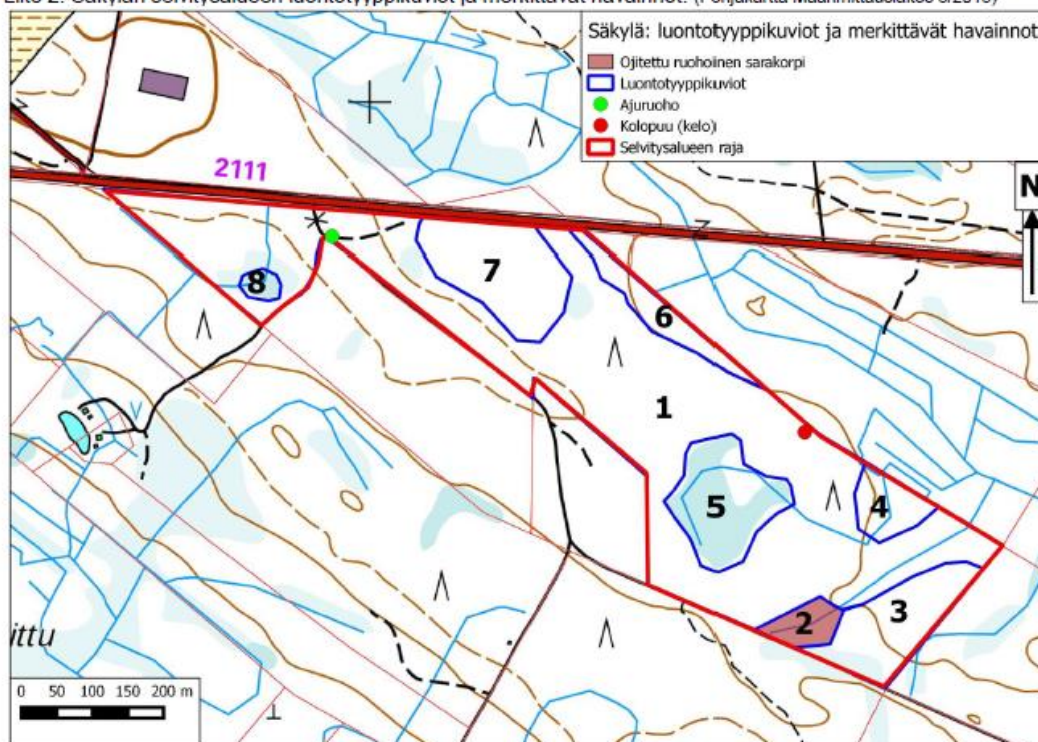 Säkylä: luontotyyppikuviot ja merkittävät havainnot
Ojitettu ruohoinen sarakorpi
Luontotyyppikuviot
Ajuruoho
Kolopuu (kelo)
Selvitysalueen raja
N
2111
7
8
6
1
5
4
2
3
ittu
0 50 100 150 200 m